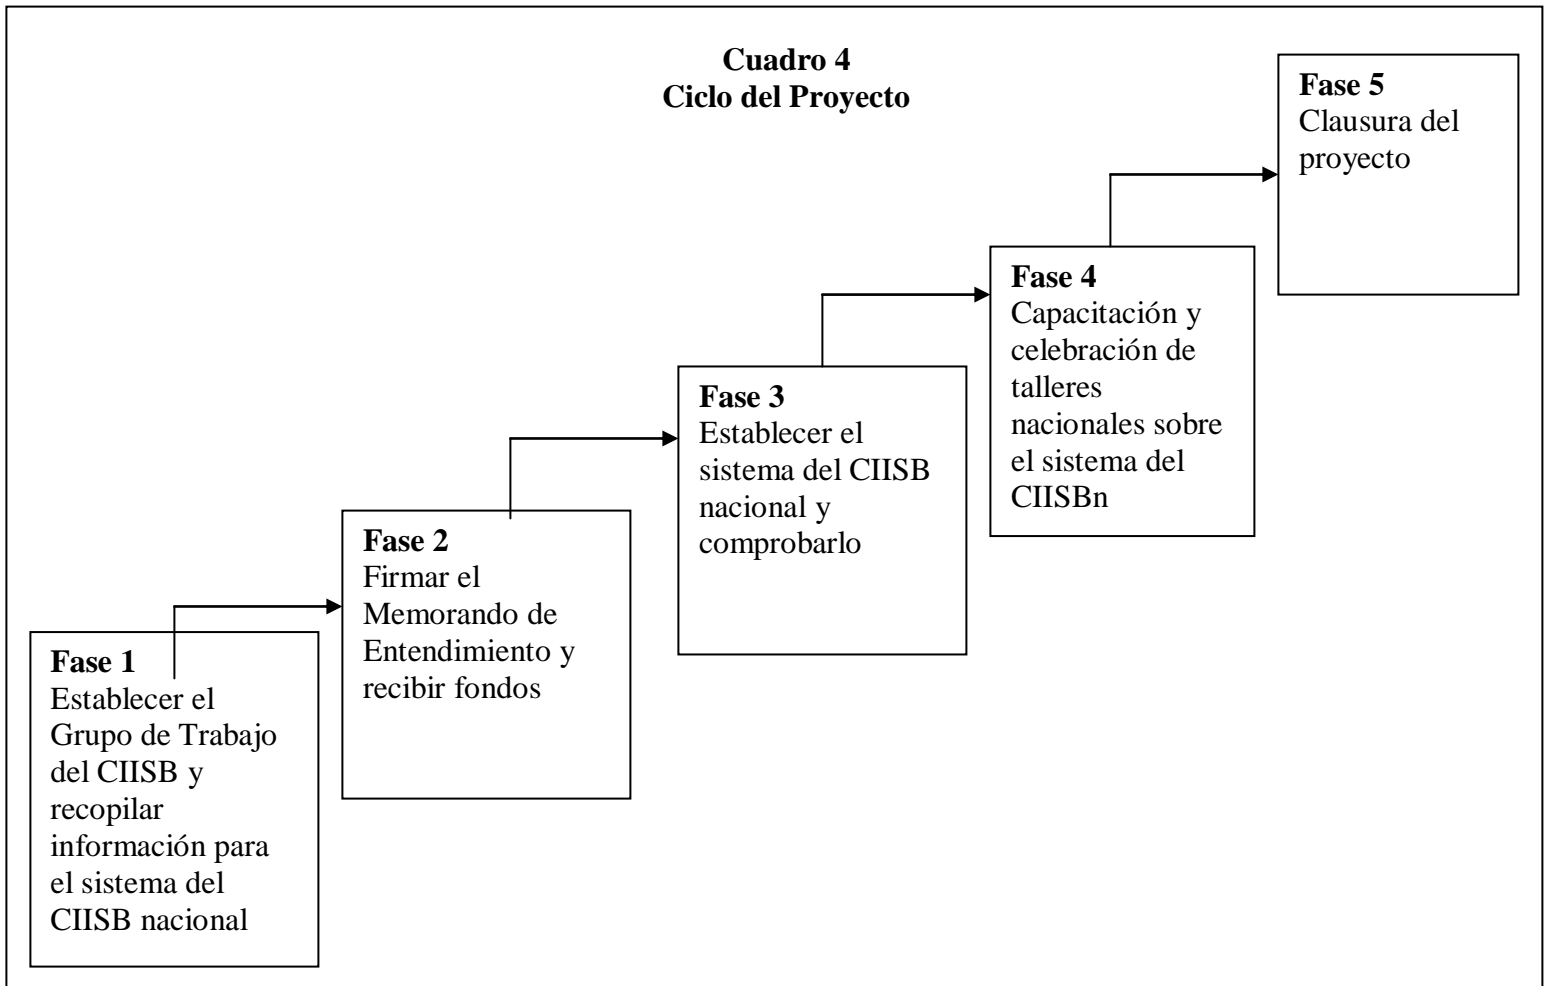 Cuadro 4
Ciclo del Proyecto
Fase 1
Establecer el
Grupo de Trabajo
del CIISB y
recopilar
información para
el sistema del
CIISB nacional
Fase 2
Firmar el
Memorando de
Entendimiento y
recibir fondos
Fase 3
Establecer el
sistema del CIISB
nacional y
comprobarlo
Fase 4
Capacitación y
celebración de
talleres
nacionales sobre
el sistema del
CIISBn
Fase 5
Clausura del
proyecto